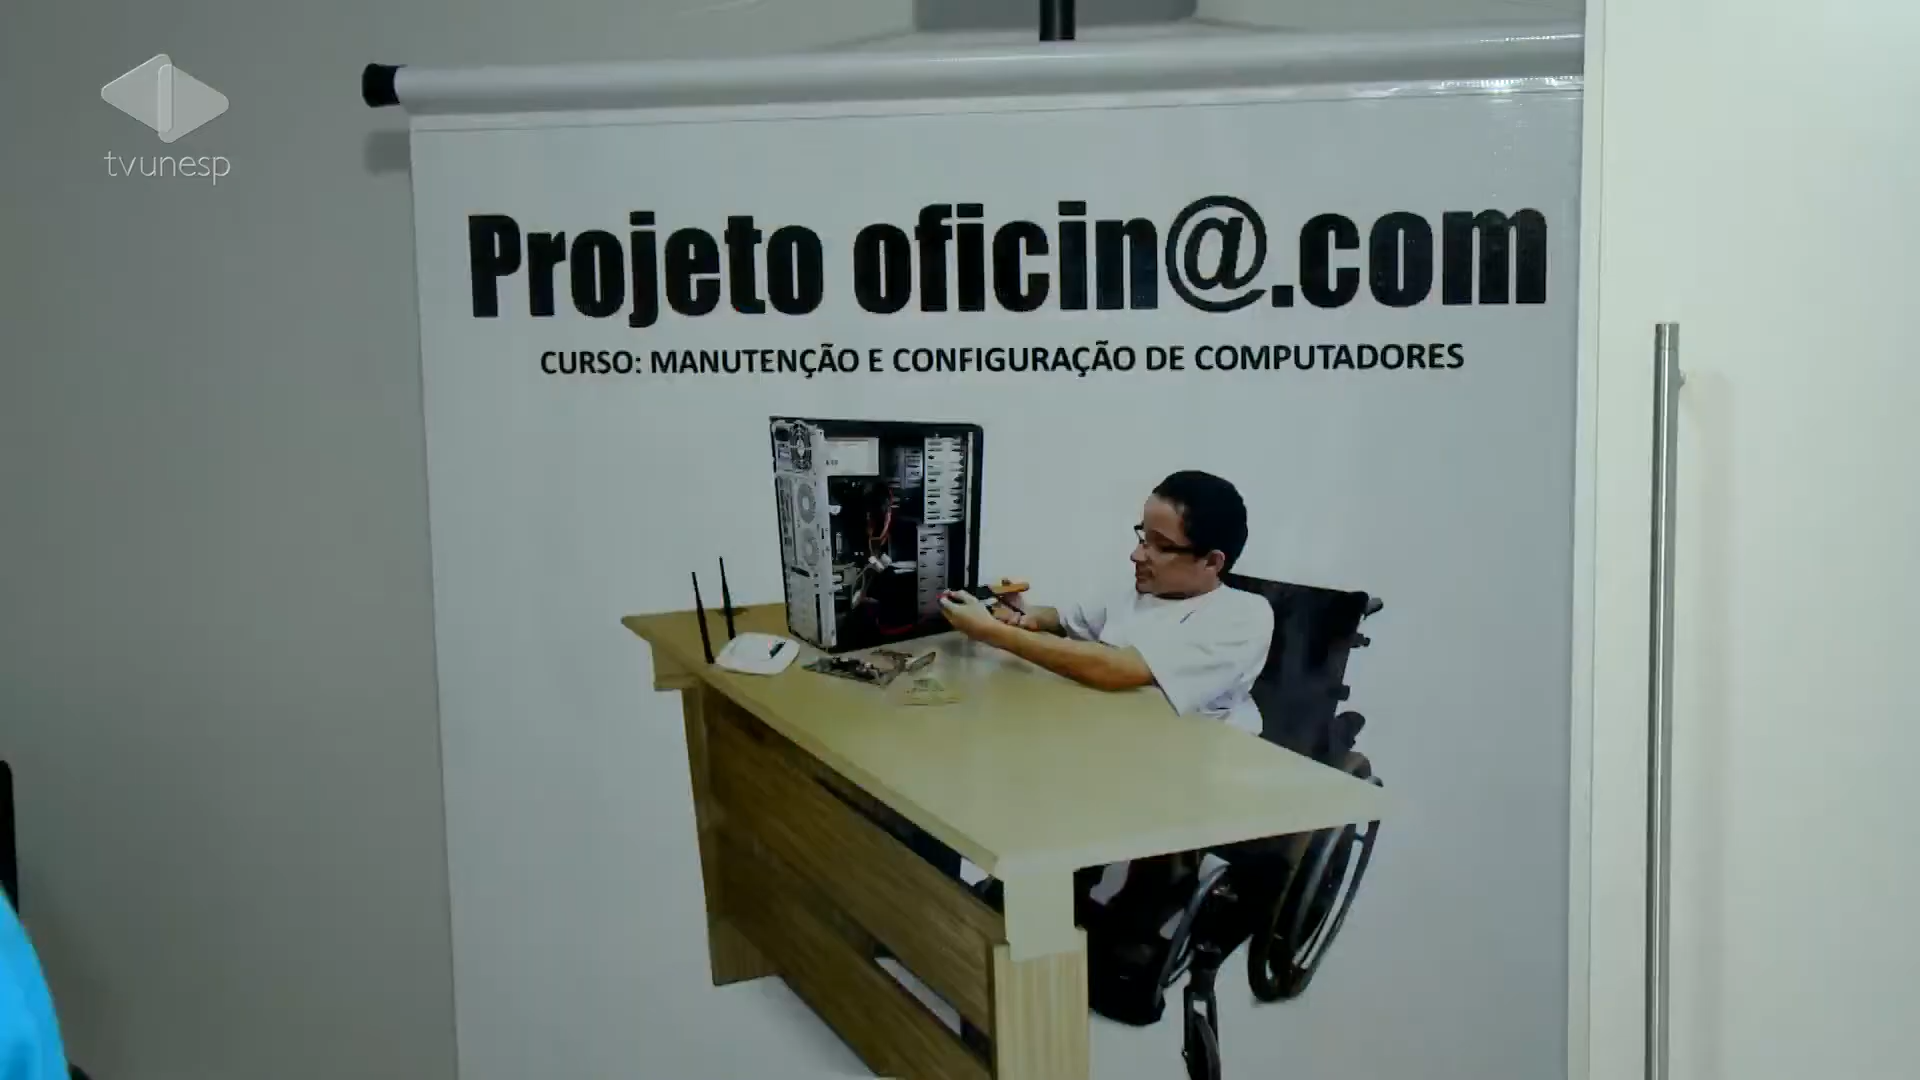 tvunesp
Projeto oficin@.com
CURSO: MANUTENÇÃO E CONFIGURAÇÃO DE COMPUTADORES